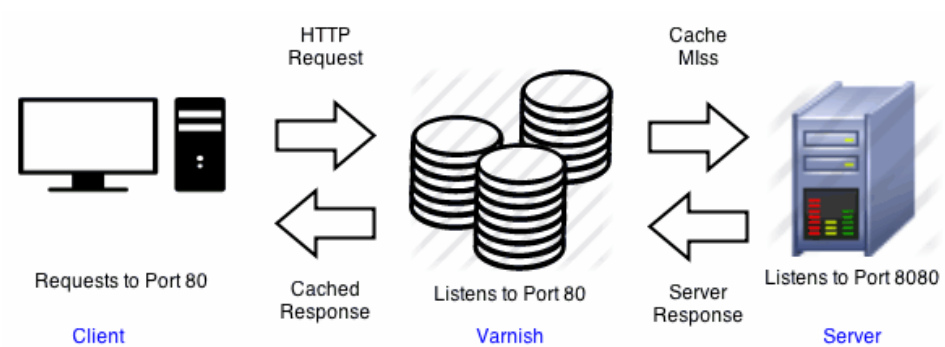 HTTP
Request
Cache
MIss
Requests to Port 80
Cached
Response
Listens to Port 80
Server
Response
Listens to Port 8080
Client
Varnish
Server